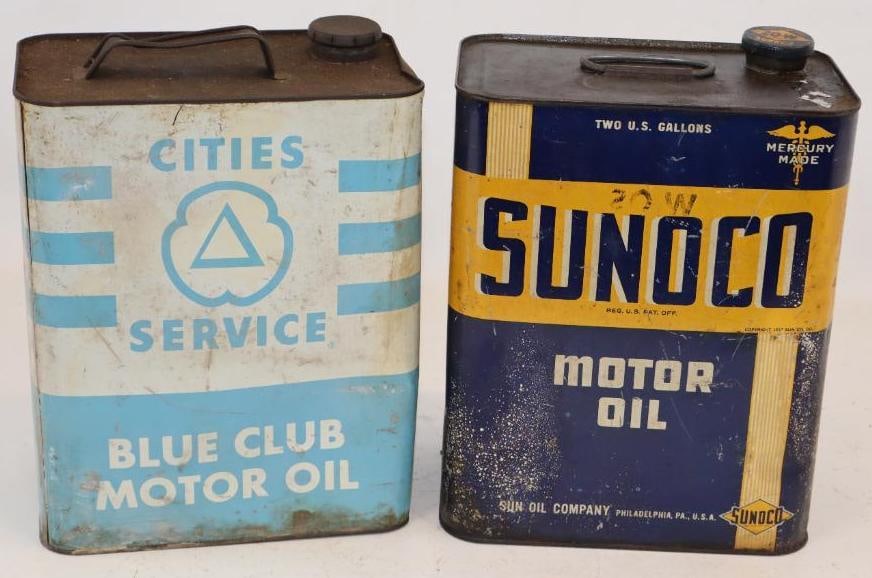 CITIES
SERVICE
BLUE CLUB
MOTOR OIL
TWO U.S. GALLONS
MERCURY
MADE
20W
SUNOCO
REG. U.S. PAT. OFF.
MOTOR
OIL
SUN OIL COMPANY PHILADELPHIA, PA., U.S.A.
SUNOCO